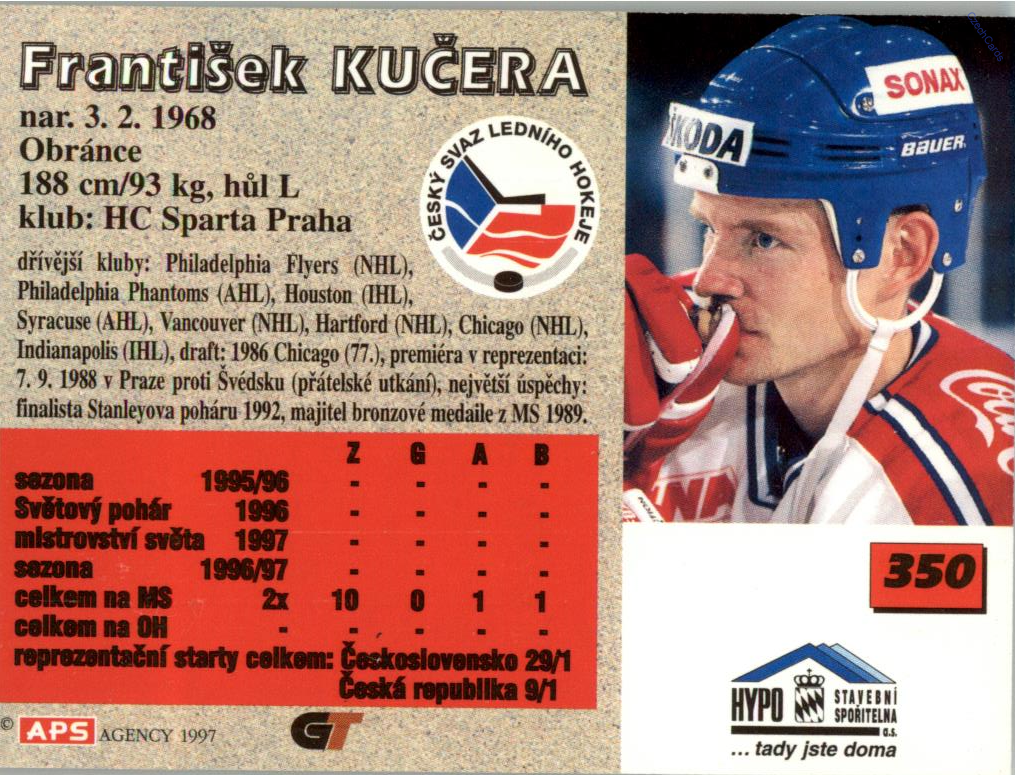 František KUČERA
nar. 3. 2. 1968
Obránce
188 cm/93 kg, hůl L
klub: HC Sparta Praha
ČESKÝ SVAZ LEDNÍHO HOKEJE
dřívější kluby: Philadelphia Flyers (NHL),
Philadelphia Phantoms (AHL), Houston (IHL),
Syracuse (AHL), Vancouver (NHL), Hartford (NHL), Chicago (NHL),
Indianapolis (IHL), draft: 1986 Chicago (77.), premiéra v reprezentaci:
7. 9. 1988 v Praze proti Švédsku (přátelské utkání), největší úspěchy:
finalista Stanleyova poháru 1992, majitel bronzové medaile z MS 1989.
Z G A B
sezona 1995/96 - - - -
Světový pohár 1996 - - - -
mistrovství světa 1997 - - - -
sezona 1996/97 - - - -
celkem na MS 2x 10 0 1 1
celkem na OH - - - - -
reprezentační starty celkem: Československo 29/1
Česká republika 9/1
© APS AGENCY 1997
GT
SONAX
ŠKODA
BAUER
350
HYPO STAVEBNÍ
SPOŘITELNA
a.s.
... tady jste doma